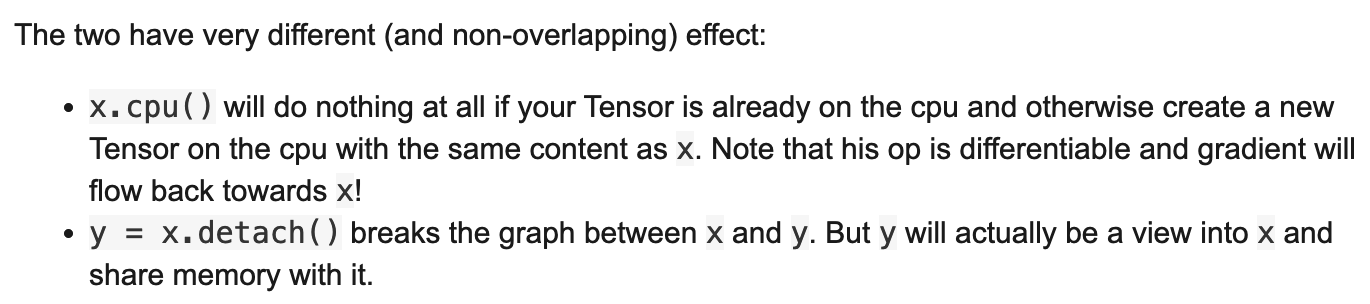 The two have very different (and non-overlapping) effect:
• x.cpu() will do nothing at all if your Tensor is already on the cpu and otherwise create a new
Tensor on the cpu with the same content as x. Note that his op is differentiable and gradient will
flow back towards x!
• y = x.detach() breaks the graph between x and y. But y will actually be a view into x and
share memory with it.